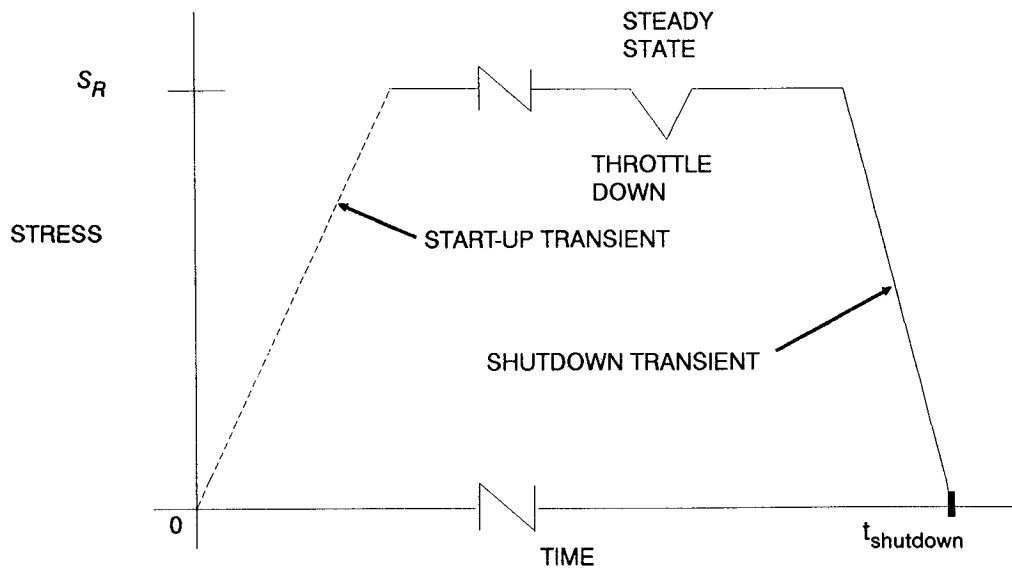 STEADY
STATE
S_R
THROTTLE
DOWN
STRESS
START-UP TRANSIENT
SHUTDOWN TRANSIENT
0
t_shutdown
TIME